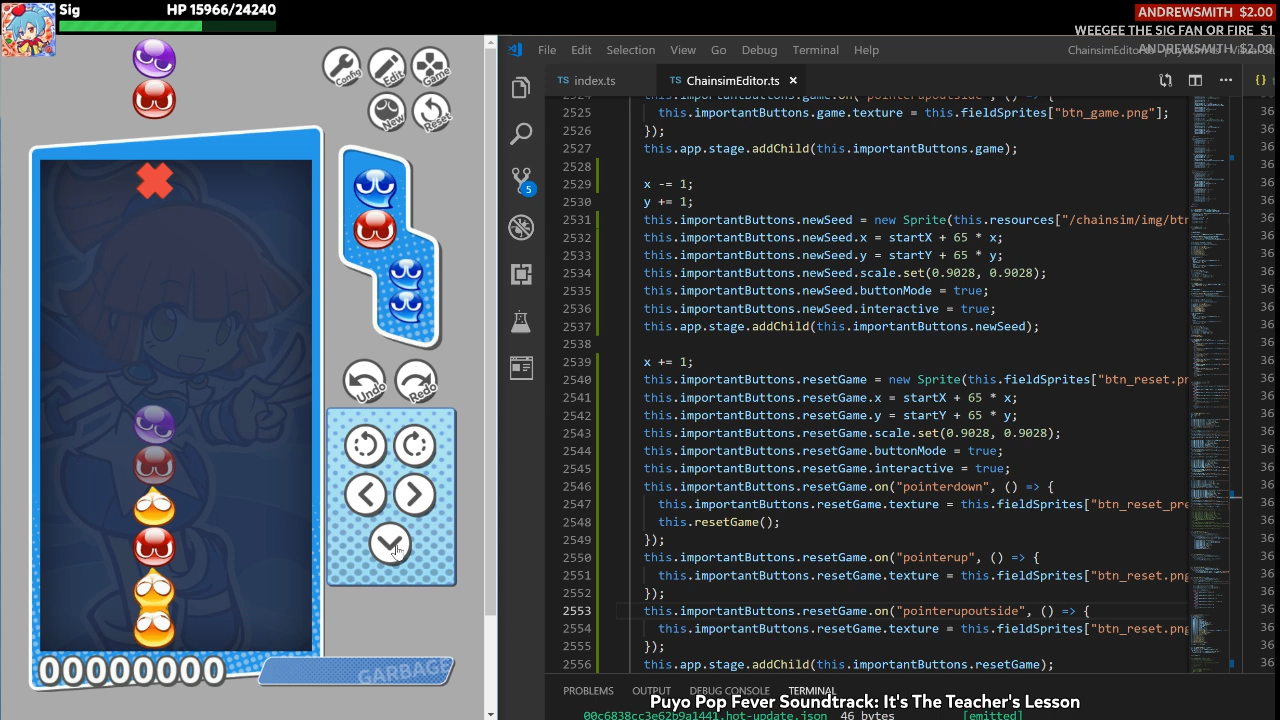 Sig
HP 15966/24240
ANDREWSMITH $2.00
WEEGEE THE SIG FAN OR FIRE $1
ANDREWSMITH $2.00
Config
Edit
Game
New
Reset
Undo
Redo
00000000
GARBAGE
File Edit Selection View Go Debug Terminal Help
TS index.ts
TS ChainsimEditor.ts
5
2525 this.importantButtons.game.texture = this.fieldSprites["btn_game.png"];
2526 });
2527 this.app.stage.addChild(this.importantButtons.game);
2528
2529 x -= 1;
2530 y += 1;
2531 this.importantButtons.newSeed = new Sprite(this.resources["/chainsim/img/btn
2532 this.importantButtons.newSeed.x = startX + 65 * x;
2533 this.importantButtons.newSeed.y = startY + 65 * y;
2534 this.importantButtons.newSeed.scale.set(0.9028, 0.9028);
2535 this.importantButtons.newSeed.buttonMode = true;
2536 this.importantButtons.newSeed.interactive = true;
2537 this.app.stage.addChild(this.importantButtons.newSeed);
2538
2539 x += 1;
2540 this.importantButtons.resetGame = new Sprite(this.fieldSprites["btn_reset.pn
2541 this.importantButtons.resetGame.x = startX + 65 * x;
2542 this.importantButtons.resetGame.y = startY + 65 * y;
2543 this.importantButtons.resetGame.scale.set(0.9028, 0.9028);
2544 this.importantButtons.resetGame.buttonMode = true;
2545 this.importantButtons.resetGame.interactive = true;
2546 this.importantButtons.resetGame.on("pointerdown", () => {
2547 this.importantButtons.resetGame.texture = this.fieldSprites["btn_reset_pre
2548 this.resetGame();
2549 });
2550 this.importantButtons.resetGame.on("pointerup", () => {
2551 this.importantButtons.resetGame.texture = this.fieldSprites["btn_reset.png
2552 });
2553 this.importantButtons.resetGame.on("pointerupoutside", () => {
2554 this.importantButtons.resetGame.texture = this.fieldSprites["btn_reset.png
2555 });
2556 this.app.stage.addChild(this.importantButtons.resetGame);
PROBLEMS OUTPUT DEBUG CONSOLE TERMINAL
Puyo Pop Fever Soundtrack: It's The Teacher's Lesson
00c6838cc3e62b9a1441.hot-update.json 46 bytes [emitted]